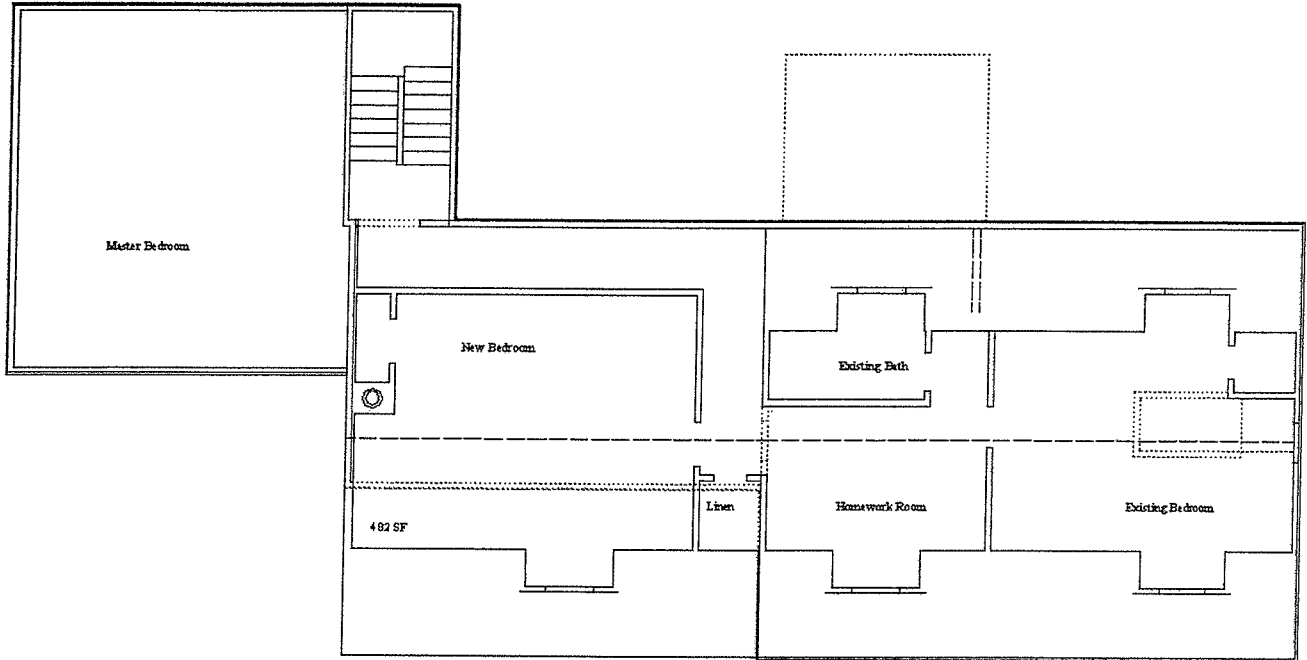 Master Bedroom
New Bedroom
Existing Bath
482 SF
Linen
Homework Room
Existing Bedroom